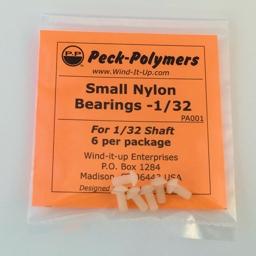 P-P
Peck-Polymers
www.Wind-It-Up.com
Small Nylon
Bearings -1/32
PA001
For 1/32 Shaft
6 per package
Wind-it-up Enterprises
P.O. Box 1284
Madison, 06443 USA
Designed